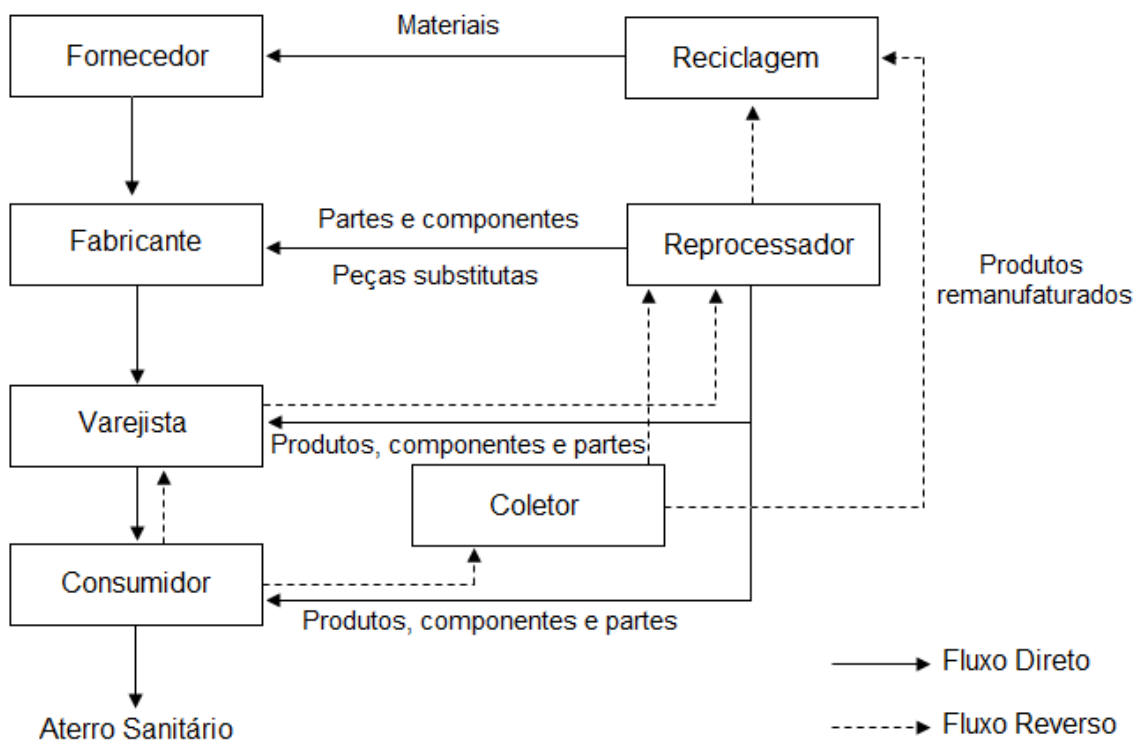 Materiais
Fornecedor
Reciclagem
Partes e componentes
Fabricante
Reprocessador
Peças substitutas
Produtos
remanufaturados
Varejista
Produtos, componentes e partes
Coletor
Consumidor
Produtos, componentes e partes
Fluxo Direto
Aterro Sanitário
Fluxo Reverso